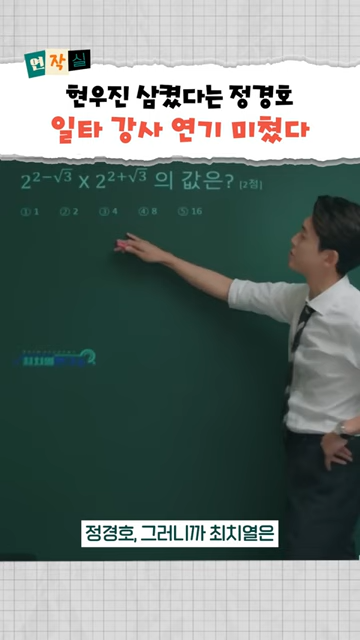 언작실
현우진 삼켰다는 정경호
일타 강사 연기 미쳤다
2^{2-√3} x 2^{2+√3} 의 값은? [2점]
① 1 ② 2 ③ 4 ④ 8 ⑤ 16
정경호, 그러니까 최치열은